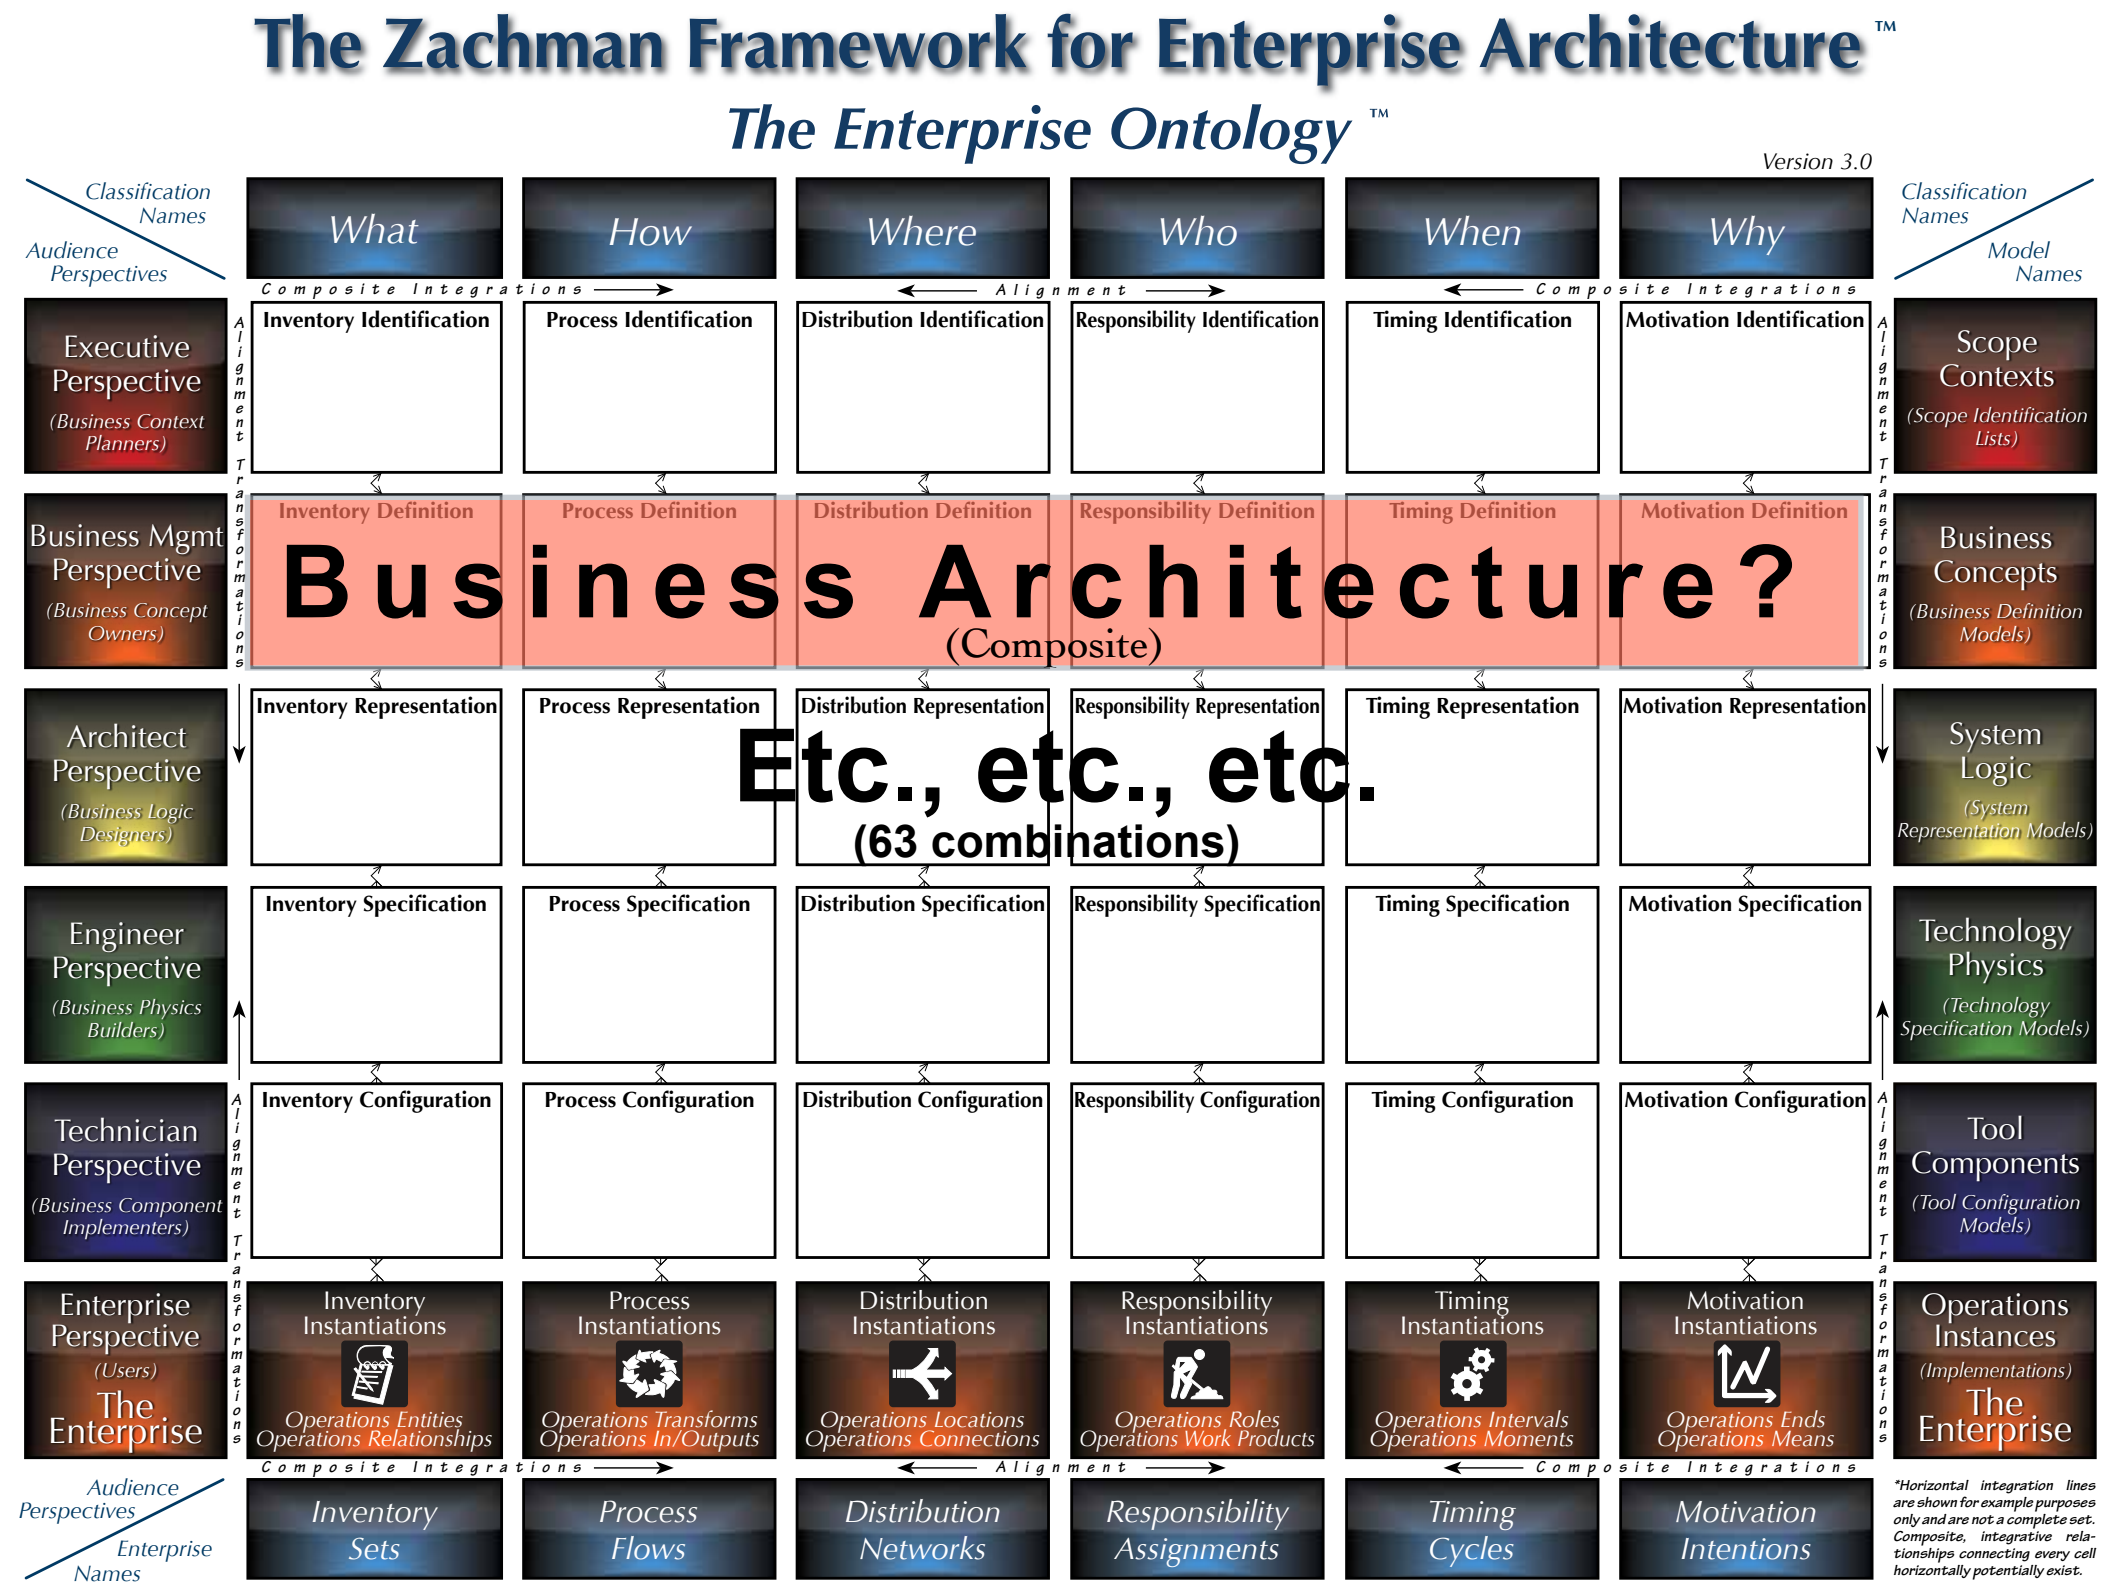 The Zachman Framework for Enterprise Architecture ™
The Enterprise Ontology ™
Version 3.0
Classification
Names
Audience
Perspectives
What
How
Where
Who
When
Why
Classification
Names
Model
Names
Composite Integrations
Alignment
Composite Integrations
Executive
Perspective
(Business Context
Planners)
Alignment Transformations
Inventory Identification
Process Identification
Distribution Identification
Responsibility Identification
Timing Identification
Motivation Identification
Alignment Transformations
Scope
Contexts
(Scope Identification
Lists)
Business Mgmt
Perspective
(Business Concept
Owners)
Inventory Definition
Process Definition
Distribution Definition
Responsibility Definition
Timing Definition
Motivation Definition
Business Architecture?
(Composite)
Business
Concepts
(Business Definition
Models)
Architect
Perspective
(Business Logic
Designers)
Inventory Representation
Process Representation
Distribution Representation
Responsibility Representation
Timing Representation
Motivation Representation
Etc., etc., etc.
(63 combinations)
System
Logic
(System
Representation Models)
Engineer
Perspective
(Business Physics
Builders)
Inventory Specification
Process Specification
Distribution Specification
Responsibility Specification
Timing Specification
Motivation Specification
Technology
Physics
(Technology
Specification Models)
Technician
Perspective
(Business Component
Implementers)
Alignment Transformations
Inventory Configuration
Process Configuration
Distribution Configuration
Responsibility Configuration
Timing Configuration
Motivation Configuration
Alignment Transformations
Tool
Components
(Tool Configuration
Models)
Enterprise
Perspective
(Users)
The
Enterprise
Inventory
Instantiations
Operations Entities
Operations Relationships
Process
Instantiations
Operations Transforms
Operations In/Outputs
Distribution
Instantiations
Operations Locations
Operations Connections
Responsibility
Instantiations
Operations Roles
Operations Work Products
Timing
Instantiations
Operations Intervals
Operations Moments
Motivation
Instantiations
Operations Ends
Operations Means
Operations
Instances
(Implementations)
The
Enterprise
Composite Integrations
Alignment
Composite Integrations
Audience
Perspectives
Enterprise
Names
Inventory
Sets
Process
Flows
Distribution
Networks
Responsibility
Assignments
Timing
Cycles
Motivation
Intentions
*Horizontal integration lines
are shown for example purposes
only and are not a complete set.
Composite, integrative rela-
tionships connecting every cell
horizontally potentially exist.